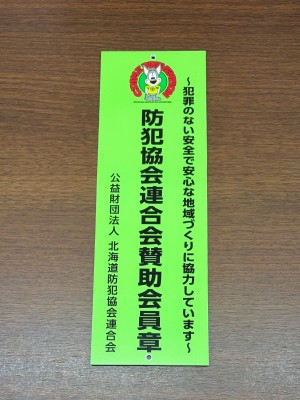 ～犯罪のない安全で安心な地域づくりに協力しています～
防犯協会連合会賛助会員章
公益財団法人 北海道防犯協会連合会